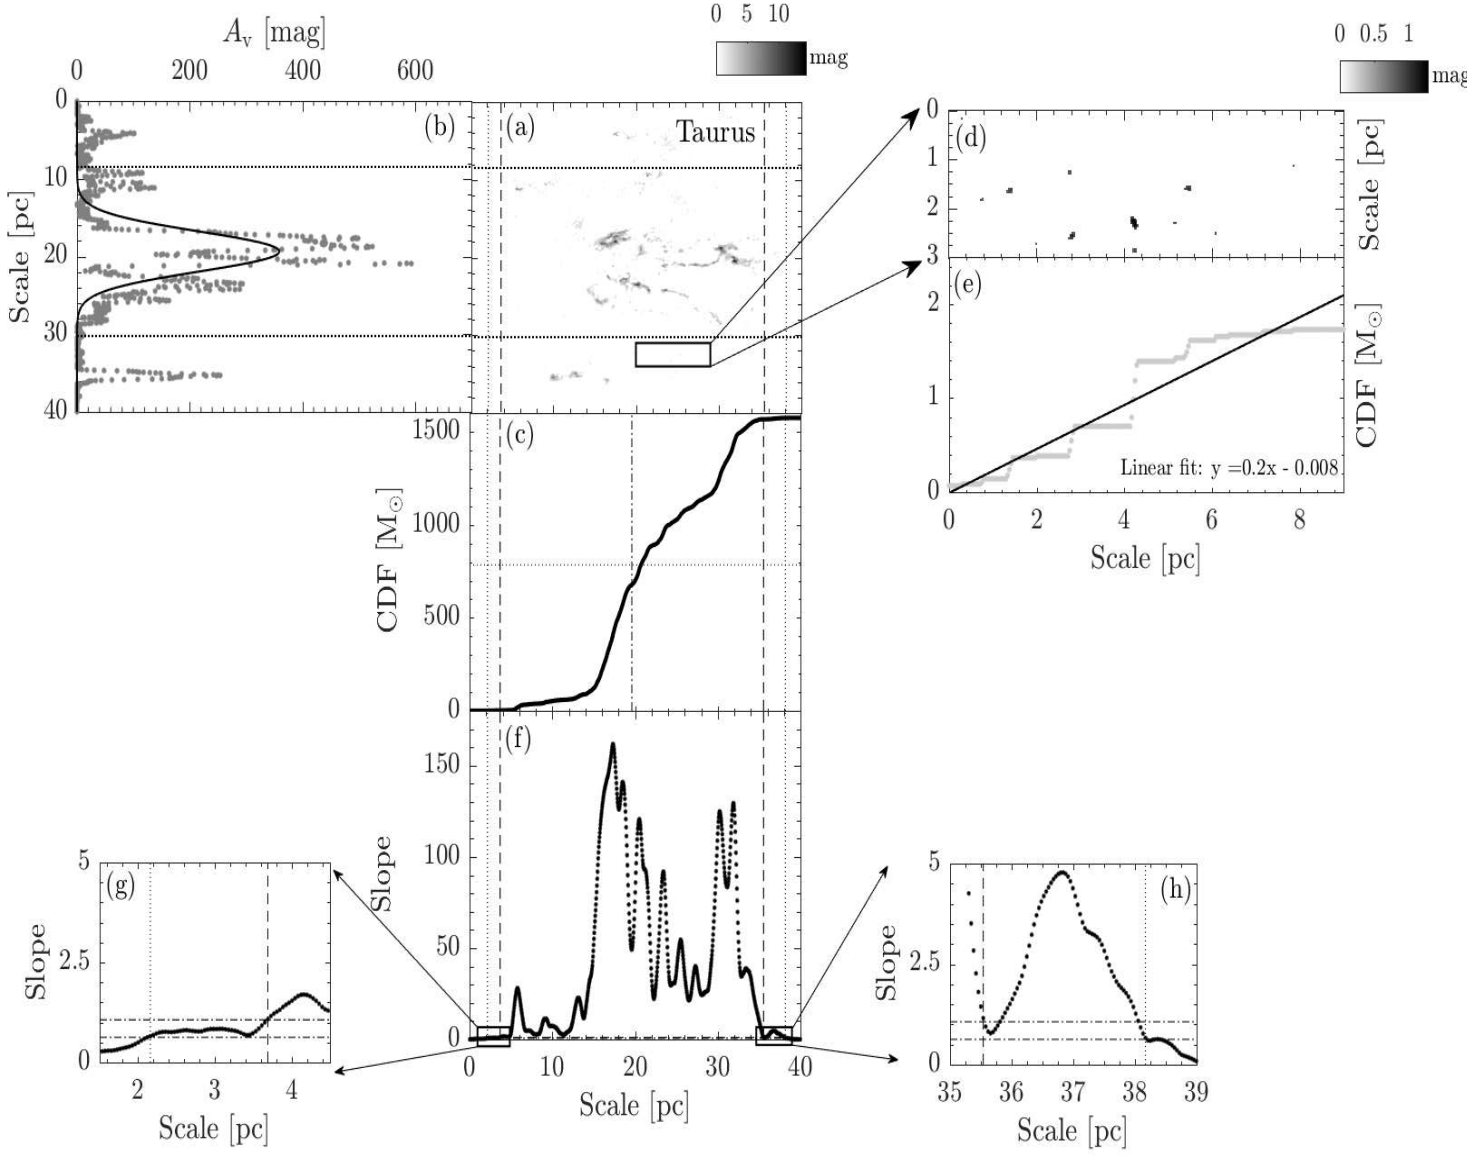 A_v [mag]
0 200 400 600
0 5 10
mag
0 0.5 1
mag
0
10
20
30
40
Scale [pc]
(b)
(a)
Taurus
(d)
0
1
2
3
Scale [pc]
(e)
2
1
0
CDF [M⊙]
Linear fit: y =0.2x - 0.008
0 2 4 6 8
Scale [pc]
(c)
1500
1000
500
0
CDF [M⊙]
(f)
150
100
50
0
Slope
0 10 20 30 40
Scale [pc]
(g)
5
2.5
0
Slope
2 3 4
Scale [pc]
(h)
5
2.5
0
Slope
35 36 37 38 39
Scale [pc]